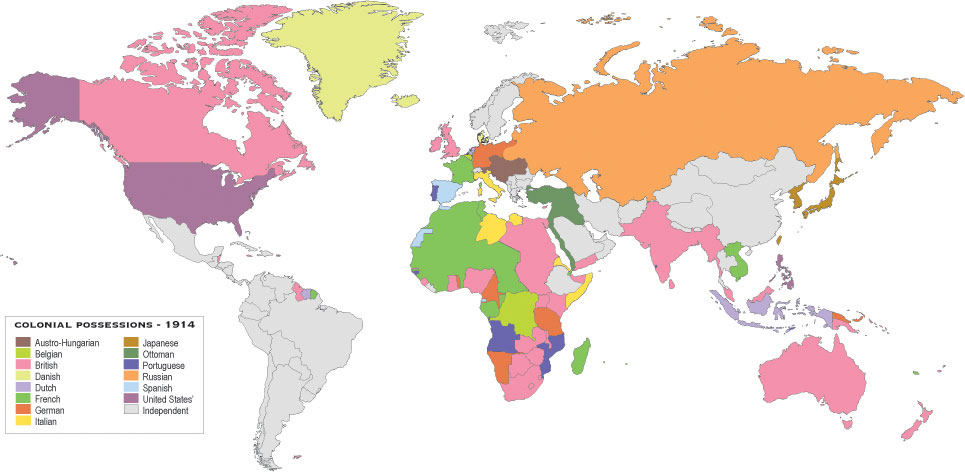 COLONIAL POSSESSIONS - 1914
Austro-Hungarian
Belgian
British
Danish
Dutch
French
German
Italian
Japanese
Ottoman
Portuguese
Russian
Spanish
United States'
Independent